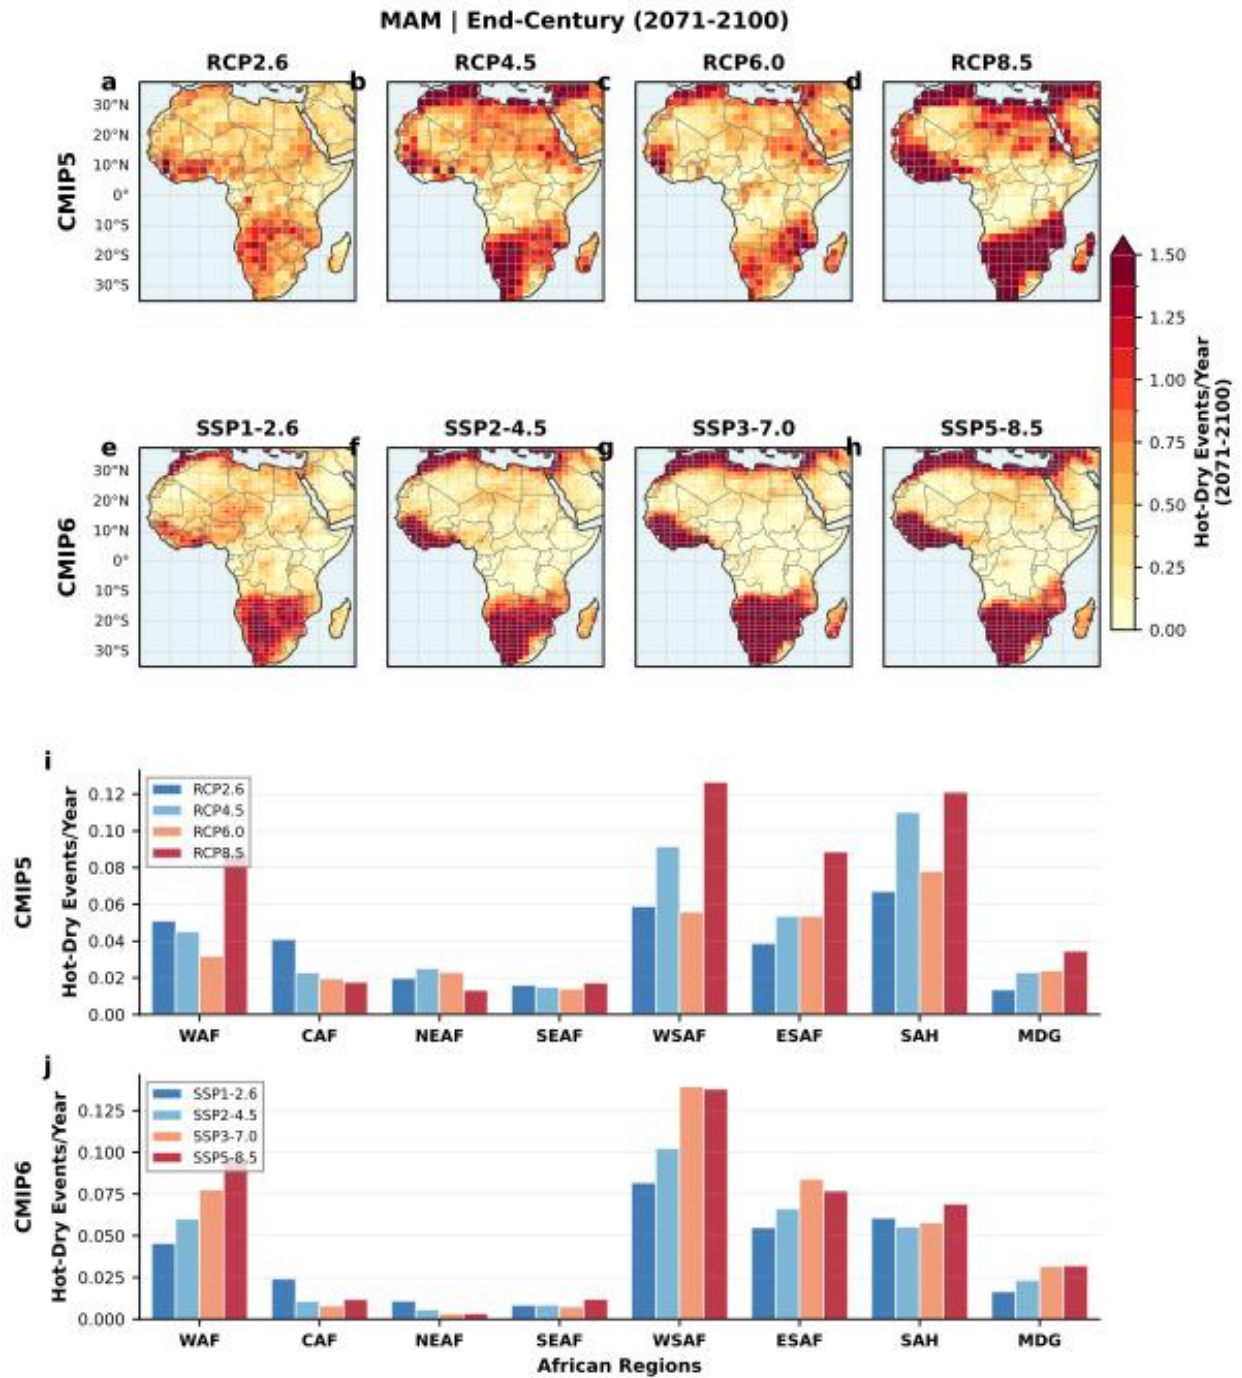 MAM | End-Century (2071-2100)
RCP2.6 RCP4.5 RCP6.0 RCP8.5
a b c d
30°N
20°N
10°N
0°
10°S
20°S
30°S
CMIP5
SSP1-2.6 SSP2-4.5 SSP3-7.0 SSP5-8.5
e f g h
30°N
20°N
10°N
0°
10°S
20°S
30°S
CMIP6
1.50
1.25
1.00
0.75
0.50
0.25
0.00
Hot-Dry Events/Year
(2071-2100)
i
CMIP5
Hot-Dry Events/Year
0.12
0.10
0.08
0.06
0.04
0.02
0.00
RCP2.6
RCP4.5
RCP6.0
RCP8.5
WAF CAF NEAF SEAF WSAF ESAF SAH MDG
j
CMIP6
Hot-Dry Events/Year
0.125
0.100
0.075
0.050
0.025
0.000
SSP1-2.6
SSP2-4.5
SSP3-7.0
SSP5-8.5
WAF CAF NEAF SEAF WSAF ESAF SAH MDG
African Regions